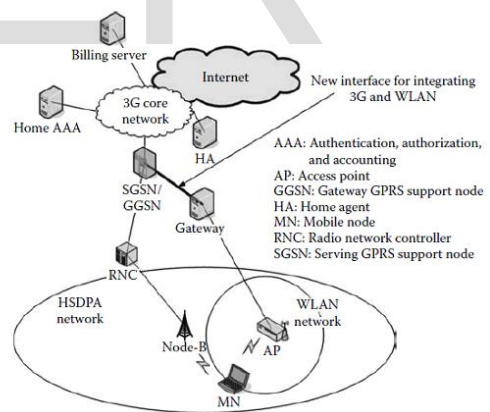 Billing server
Internet
New interface for integrating
3G and WLAN
3G core
network
Home AAA
HA
AAA: Authentication, authorization,
and accounting
AP: Access point
GGSN: Gateway GPRS support node
HA: Home agent
MN: Mobile node
RNC: Radio network controller
SGSN: Serving GPRS support node
SGSN/
GGSN
Gateway
RNC
HSDPA
network
WLAN
network
Node-B
AP
MN